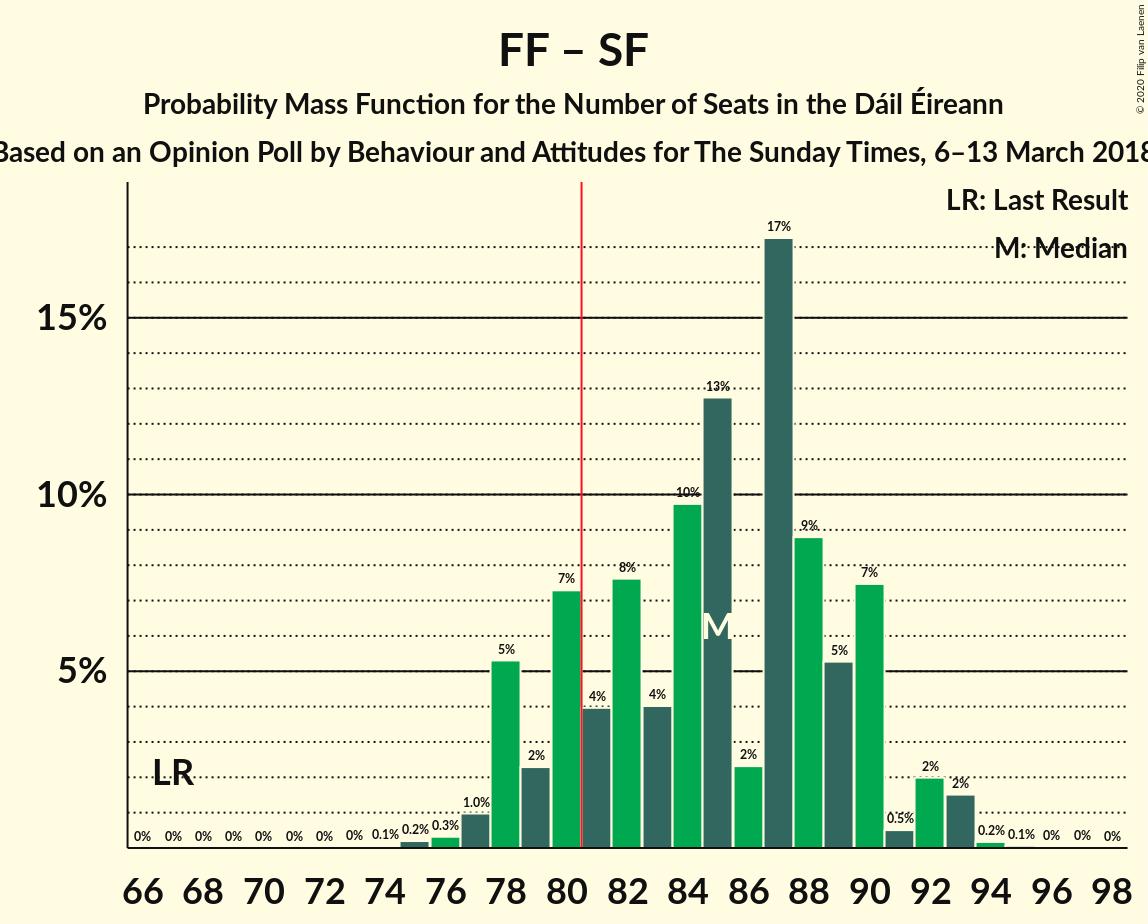 FF – SF
Probability Mass Function for the Number of Seats in the Dáil Éireann
Based on an Opinion Poll by Behaviour and Attitudes for The Sunday Times, 6–13 March 2018
© 2020 Filip van Laenen
LR: Last Result
M: Median
15%
10%
5%
LR
M
0% 0% 0% 0% 0% 0% 0% 0% 0.1% 0.2% 0.3% 1.0% 5% 2% 7% 4% 8% 4% 10% 13% 2% 17% 9% 5% 7% 0.5% 2% 2% 0.2% 0.1% 0% 0% 0%
66 68 70 72 74 76 78 80 82 84 86 88 90 92 94 96 98